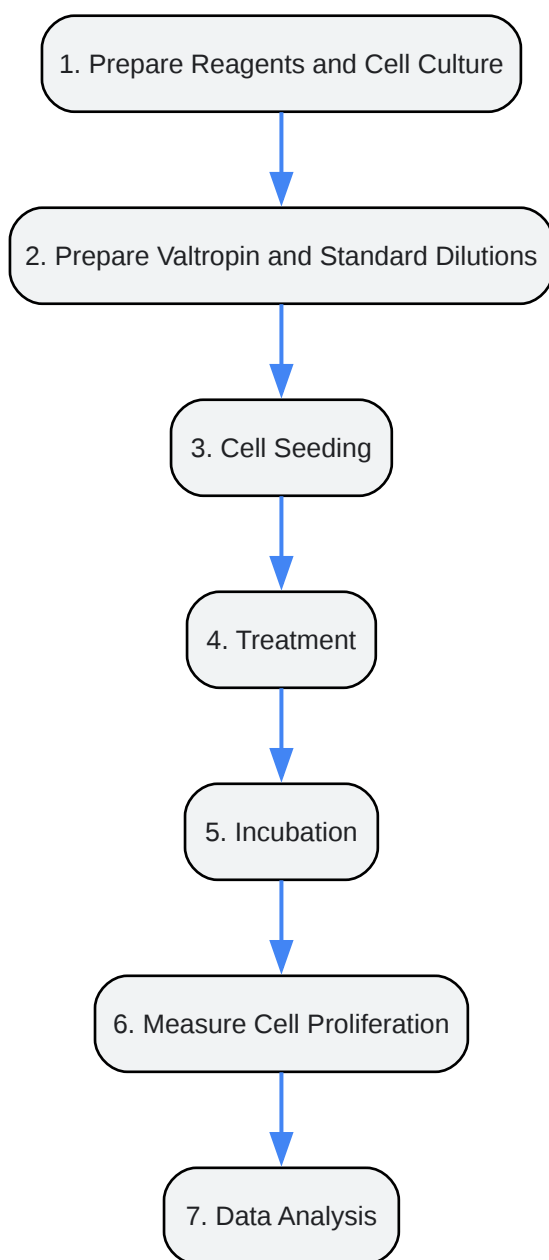 1. Prepare Reagents and Cell Culture
2. Prepare Valtropin and Standard Dilutions
3. Cell Seeding
4. Treatment
5. Incubation
6. Measure Cell Proliferation
7. Data Analysis